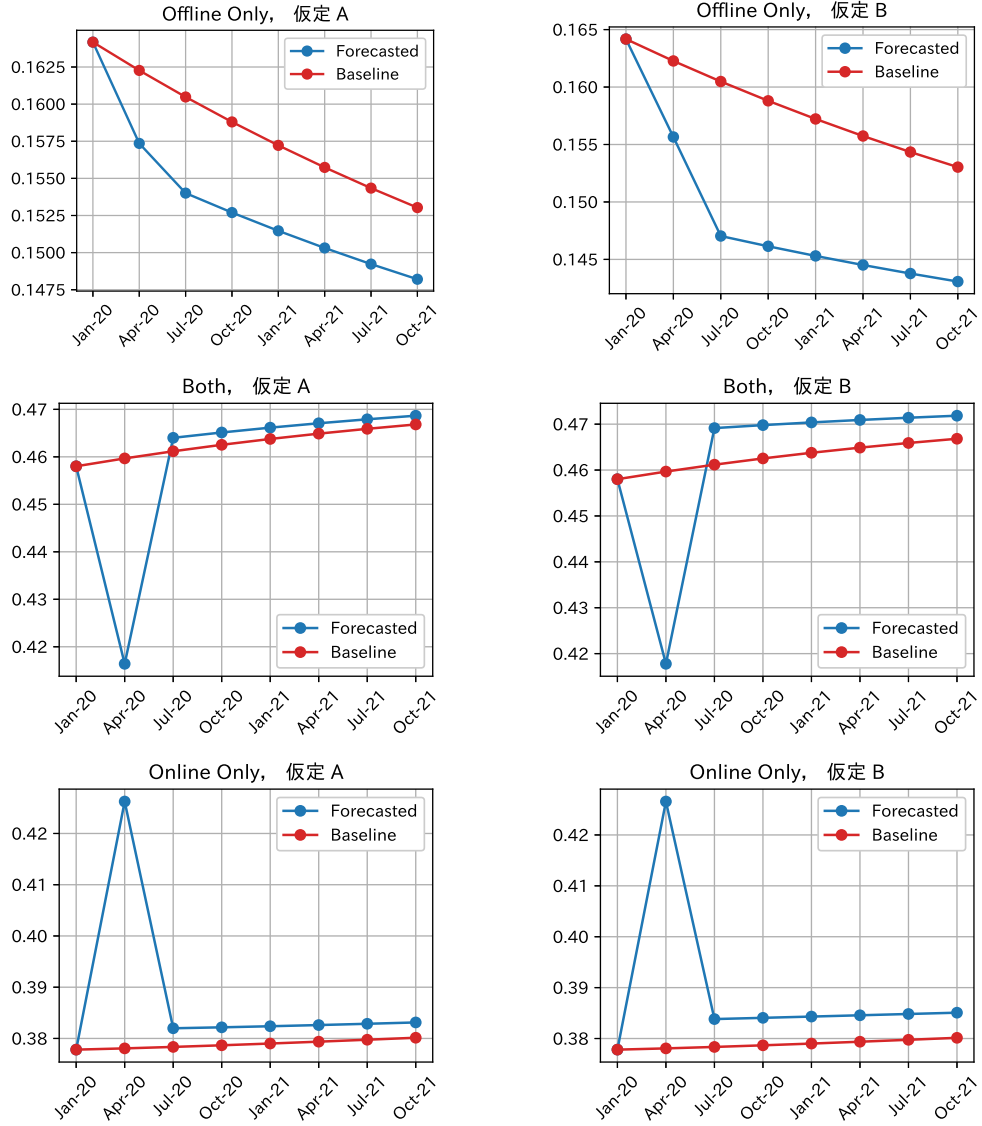 Offline Only, 仮定 A
0.1625
0.1600
0.1575
0.1550
0.1525
0.1500
0.1475
Forecasted
Baseline
Jan-20 Apr-20 Jul-20 Oct-20 Jan-21 Apr-21 Jul-21 Oct-21
Offline Only, 仮定 B
0.165
0.160
0.155
0.150
0.145
Forecasted
Baseline
Jan-20 Apr-20 Jul-20 Oct-20 Jan-21 Apr-21 Jul-21 Oct-21
Both, 仮定 A
0.47
0.46
0.45
0.44
0.43
0.42
Forecasted
Baseline
Jan-20 Apr-20 Jul-20 Oct-20 Jan-21 Apr-21 Jul-21 Oct-21
Both, 仮定 B
0.47
0.46
0.45
0.44
0.43
0.42
Forecasted
Baseline
Jan-20 Apr-20 Jul-20 Oct-20 Jan-21 Apr-21 Jul-21 Oct-21
Online Only, 仮定 A
0.42
0.41
0.40
0.39
0.38
Forecasted
Baseline
Jan-20 Apr-20 Jul-20 Oct-20 Jan-21 Apr-21 Jul-21 Oct-21
Online Only, 仮定 B
0.42
0.41
0.40
0.39
0.38
Forecasted
Baseline
Jan-20 Apr-20 Jul-20 Oct-20 Jan-21 Apr-21 Jul-21 Oct-21